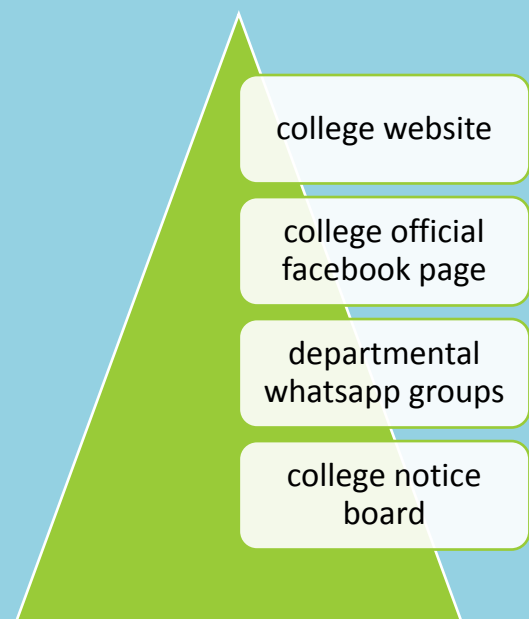 college website
college official
facebook page
departmental
whatsapp groups
college notice
board